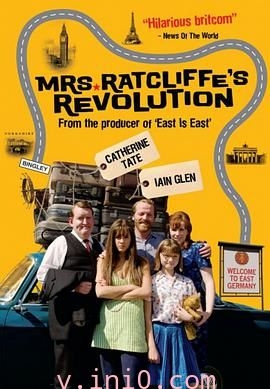 "Hilarious britcom"
- News Of The World
MRS RATCLIFFE'S
REVOLUTION
From the producer of 'East is East'
YORKSHIRE
CATHERINE
TATE
IAIN GLEN
BINGLEY
WELCOME
TO EAST
GERMANY
v.ini0.com